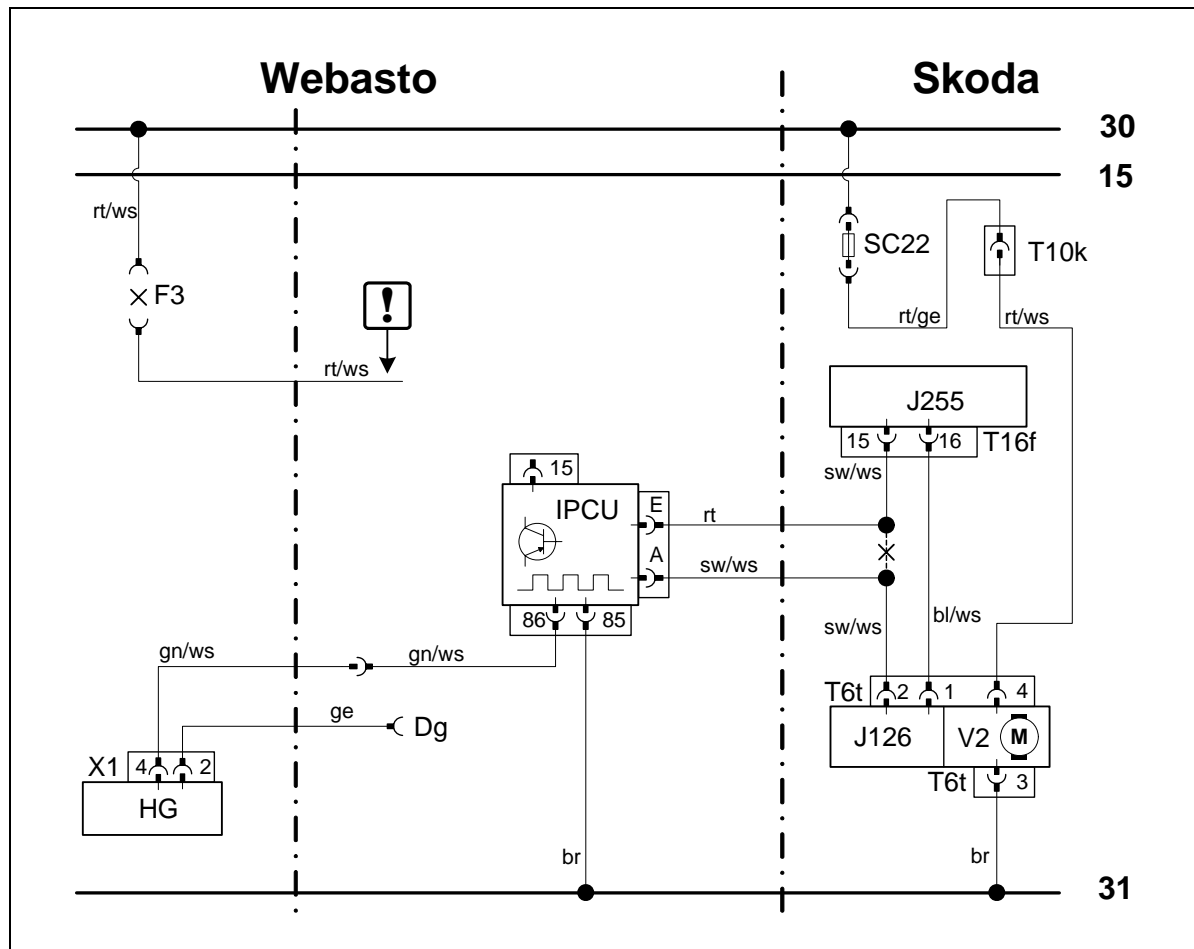 Webasto
Skoda
30
15
rt/ws
SC22
T10k
F3
!
rt/ge
rt/ws
rt/ws
J255
15
16
T16f
sw/ws
15
IPCU
E
rt
A
sw/ws
86
85
sw/ws
bl/ws
gn/ws
gn/ws
T6t
2
1
4
ge
Dg
J126
V2
M
X1
4
2
T6t
3
HG
br
br
31